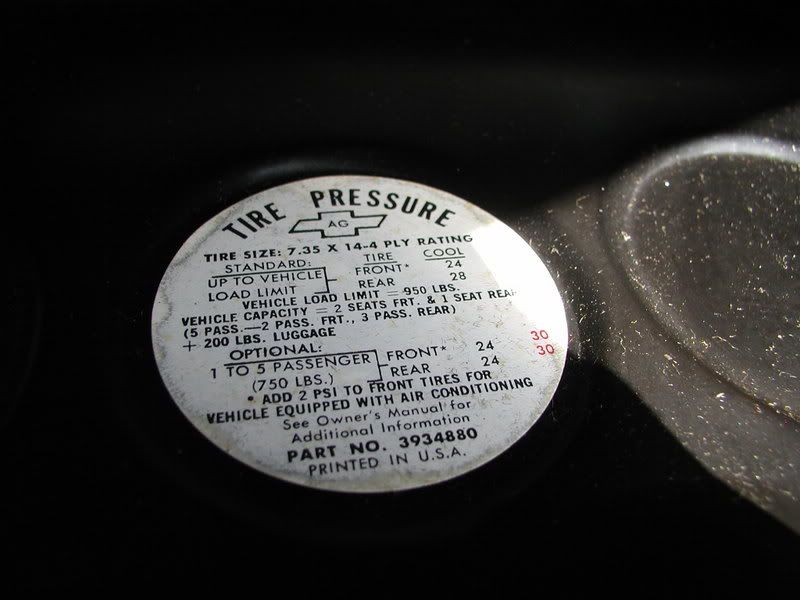 TIRE PRESSURE
AG
TIRE SIZE: 7.35 X 14-4 PLY RATING
STANDARD: TIRE COOL
UP TO VEHICLE FRONT* 24
LOAD LIMIT REAR 28
VEHICLE LOAD LIMIT = 950 LBS.
VEHICLE CAPACITY = 2 SEATS FRT. & 1 SEAT REAR
(5 PASS.—2 PASS. FRT., 3 PASS. REAR)
+ 200 LBS. LUGGAGE
OPTIONAL:
1 TO 5 PASSENGER FRONT* 24 30
(750 LBS.) REAR 24 30
• ADD 2 PSI TO FRONT TIRES FOR
VEHICLE EQUIPPED WITH AIR CONDITIONING
See Owner's Manual for
Additional Information
PART NO. 3934880
PRINTED IN U.S.A.